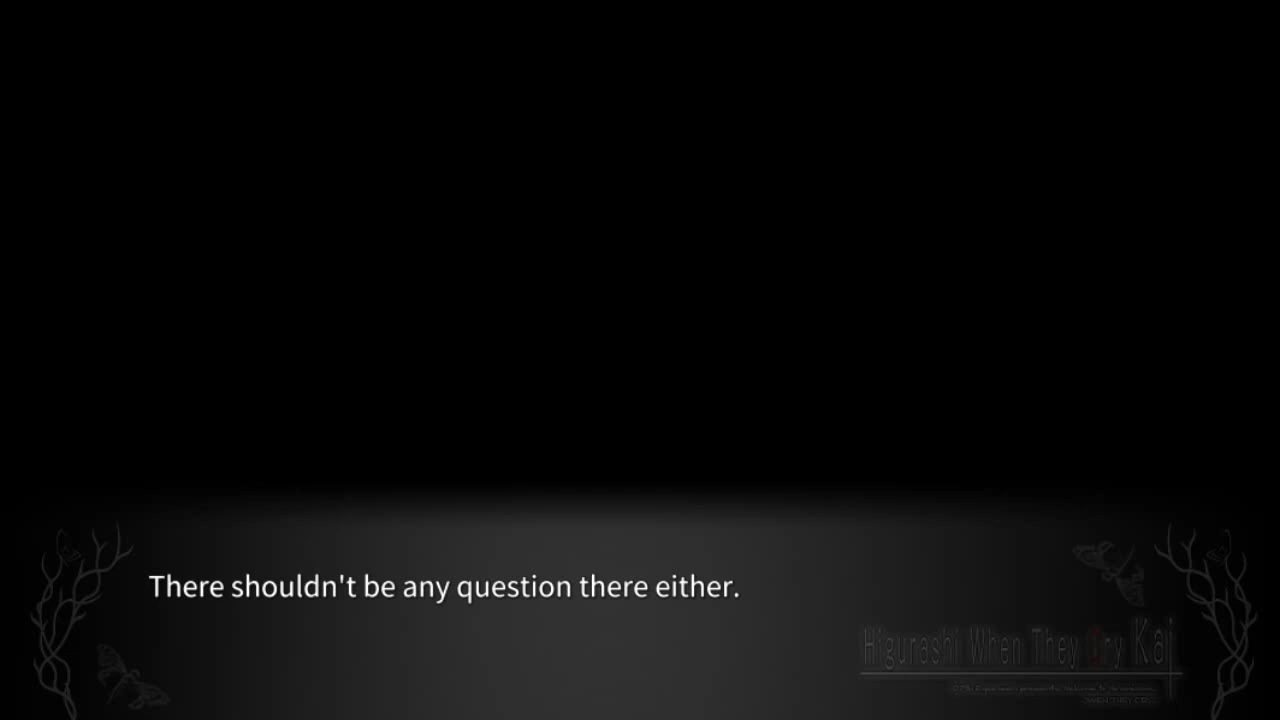 There shouldn't be any question there either.
Higurashi When They Cry Kai